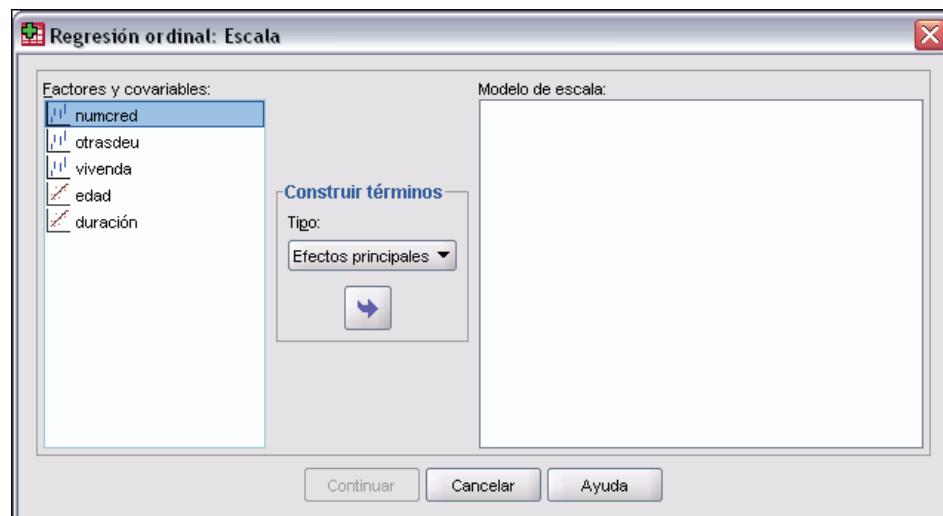 Regresión ordinal: Escala
Factores y covariables:
numcred
otrasdeu
vivenda
edad
duración
Construir términos
Tipo:
Efectos principales
Modelo de escala:
Continuar
Cancelar
Ayuda